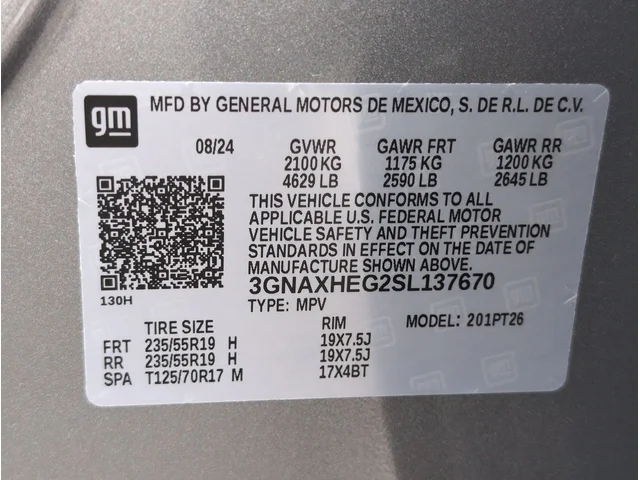 gm
MFD BY GENERAL MOTORS DE MEXICO, S. DE R.L. DE C.V.
08/24 GVWR GAWR FRT GAWR RR
2100 KG 1175 KG 1200 KG
4629 LB 2590 LB 2645 LB
THIS VEHICLE CONFORMS TO ALL
APPLICABLE U.S. FEDERAL MOTOR
VEHICLE SAFETY AND THEFT PREVENTION
STANDARDS IN EFFECT ON THE DATE OF
MANUFACTURE SHOWN ABOVE.
3GNAXHEG2SL137670
130H
TYPE: MPV
TIRE SIZE RIM MODEL: 201PT26
FRT 235/55R19 H 19X7.5J
RR 235/55R19 H 19X7.5J
SPA T125/70R17 M 17X4BT